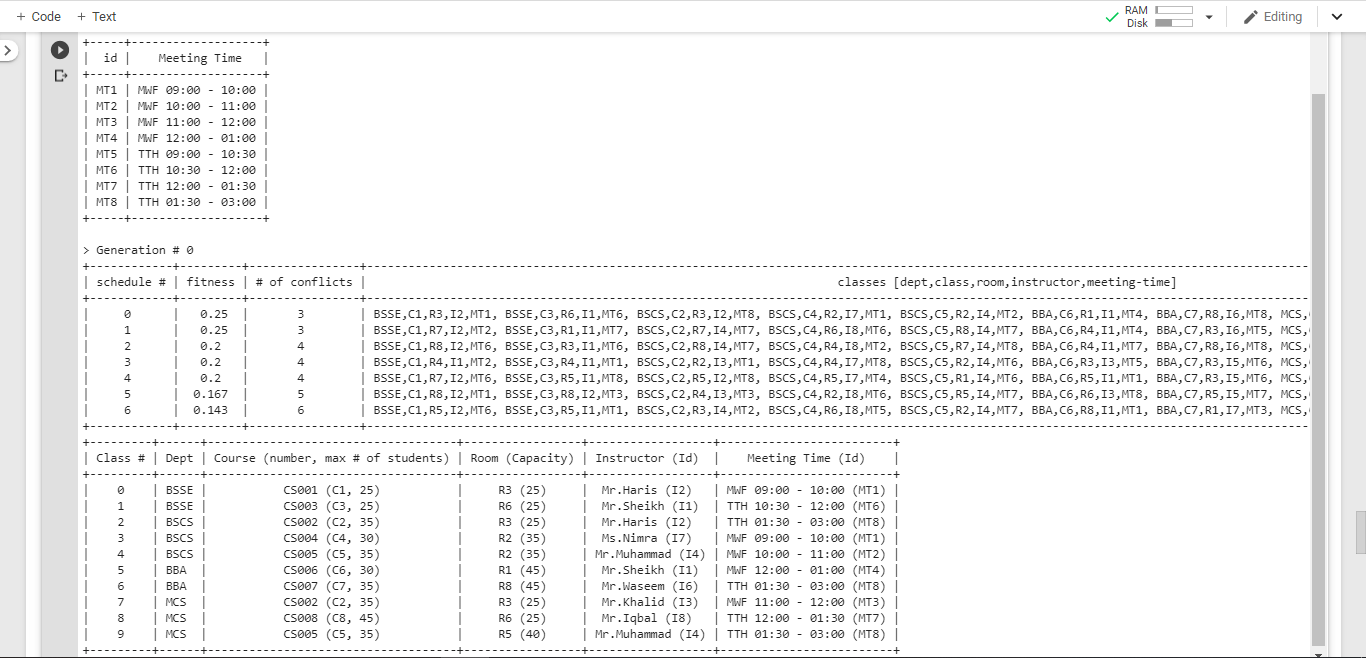 + Code + Text RAM Disk Editing
+-----+-------------------+
| id | Meeting Time |
+-----+-------------------+
| MT1 | MWF 09:00 - 10:00 |
| MT2 | MWF 10:00 - 11:00 |
| MT3 | MWF 11:00 - 12:00 |
| MT4 | MWF 12:00 - 01:00 |
| MT5 | TTH 09:00 - 10:30 |
| MT6 | TTH 10:30 - 12:00 |
| MT7 | TTH 12:00 - 01:30 |
| MT8 | TTH 01:30 - 03:00 |
+-----+-------------------+
> Generation # 0
| schedule # | fitness | # of conflicts | classes [dept,class,room,instructor,meeting-time]
| 0 | 0.25 | 3 | BSSE,C1,R3,I2,MT1, BSSE,C3,R6,I1,MT6, BSCS,C2,R3,I2,MT8, BSCS,C4,R2,I7,MT1, BSCS,C5,R2,I4,MT2, BBA,C6,R1,I1,MT4, BBA,C7,R8,I6,MT8, MCS,
| 1 | 0.25 | 3 | BSSE,C1,R7,I2,MT2, BSSE,C3,R1,I1,MT7, BSCS,C2,R7,I4,MT7, BSCS,C4,R6,I8,MT6, BSCS,C5,R8,I4,MT2, BBA,C6,R4,I1,MT4, BBA,C7,R3,I6,MT5, MCS,
| 2 | 0.2 | 4 | BSSE,C1,R8,I2,MT6, BSSE,C3,R3,I1,MT6, BSCS,C2,R8,I4,MT7, BSCS,C4,R4,I8,MT2, BSCS,C5,R7,I4,MT8, BBA,C6,R4,I1,MT7, BBA,C7,R8,I6,MT8, MCS,
| 3 | 0.2 | 4 | BSSE,C1,R4,I1,MT2, BSSE,C3,R4,I1,MT1, BSCS,C2,R2,I3,MT1, BSCS,C4,R4,I7,MT8, BSCS,C5,R2,I4,MT6, BBA,C6,R3,I3,MT5, BBA,C7,R3,I5,MT6, MCS,
| 4 | 0.2 | 4 | BSSE,C1,R7,I2,MT6, BSSE,C3,R5,I1,MT8, BSCS,C2,R5,I2,MT8, BSCS,C4,R5,I7,MT4, BSCS,C5,R1,I4,MT6, BBA,C6,R5,I1,MT1, BBA,C7,R3,I5,MT6, MCS,
| 5 | 0.167 | 5 | BSSE,C1,R8,I2,MT1, BSSE,C3,R8,I2,MT3, BSCS,C2,R4,I3,MT3, BSCS,C4,R2,I8,MT6, BSCS,C5,R2,I4,MT7, BBA,C6,R6,I3,MT8, BBA,C7,R5,I5,MT7, MCS,
| 6 | 0.143 | 6 | BSSE,C1,R5,I2,MT6, BSSE,C3,R5,I1,MT1, BSCS,C2,R3,I4,MT2, BSCS,C4,R6,I8,MT5, BSCS,C5,R2,I4,MT7, BBA,C6,R8,I1,MT1, BBA,C7,R1,I7,MT3, MCS,
| Class # | Dept | Course (number, max # of students) | Room (Capacity) | Instructor (Id) | Meeting Time (Id) |
| 0 | BSSE | CS001 (C1, 25) | R3 (25) | Mr.Haris (I2) | MWF 09:00 - 10:00 (MT1) |
| 1 | BSSE | CS003 (C3, 25) | R6 (25) | Mr.Sheikh (I1) | TTH 10:30 - 12:00 (MT6) |
| 2 | BSCS | CS002 (C2, 35) | R3 (25) | Mr.Haris (I2) | TTH 01:30 - 03:00 (MT8) |
| 3 | BSCS | CS004 (C4, 30) | R2 (35) | Ms.Nimra (I7) | MWF 09:00 - 10:00 (MT1) |
| 4 | BSCS | CS005 (C5, 35) | R2 (35) | Mr.Muhammad (I4) | MWF 10:00 - 11:00 (MT2) |
| 5 | BBA | CS006 (C6, 30) | R1 (45) | Mr.Sheikh (I1) | MWF 12:00 - 01:00 (MT4) |
| 6 | BBA | CS007 (C7, 35) | R8 (45) | Mr.Waseem (I6) | TTH 01:30 - 03:00 (MT8) |
| 7 | MCS | CS002 (C2, 35) | R3 (25) | Mr.Khalid (I3) | MWF 11:00 - 12:00 (MT3) |
| 8 | MCS | CS008 (C8, 45) | R6 (25) | Mr.Iqbal (I8) | TTH 12:00 - 01:30 (MT7) |
| 9 | MCS | CS005 (C5, 35) | R5 (40) | Mr.Muhammad (I4) | TTH 01:30 - 03:00 (MT8) |